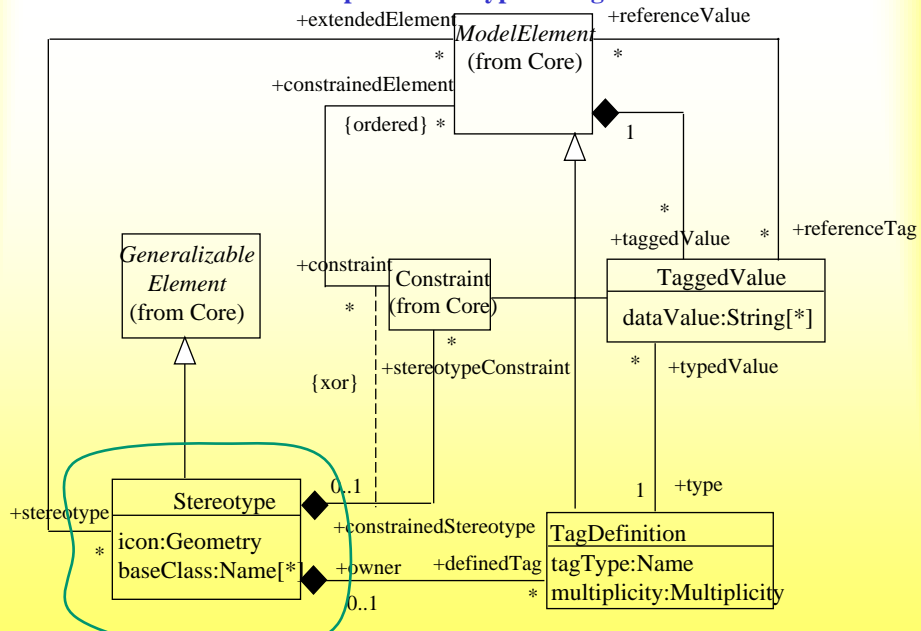 +extendedElement
+referenceValue
ModelElement
(from Core)
*
*
+constrainedElement
{ordered} *
1
*
+taggedValue
*
+referenceTag
Generalizable
Element
(from Core)
+constraint
*
Constraint
(from Core)
TaggedValue
dataValue:String[*]
*
+stereotypeConstraint
*
+typedValue
{xor}
0..1
1
+type
+stereotype
*
Stereotype
icon:Geometry
baseClass:Name[*]
+constrainedStereotype
+owner
0..1
+definedTag
*
TagDefinition
tagType:Name
multiplicity:Multiplicity